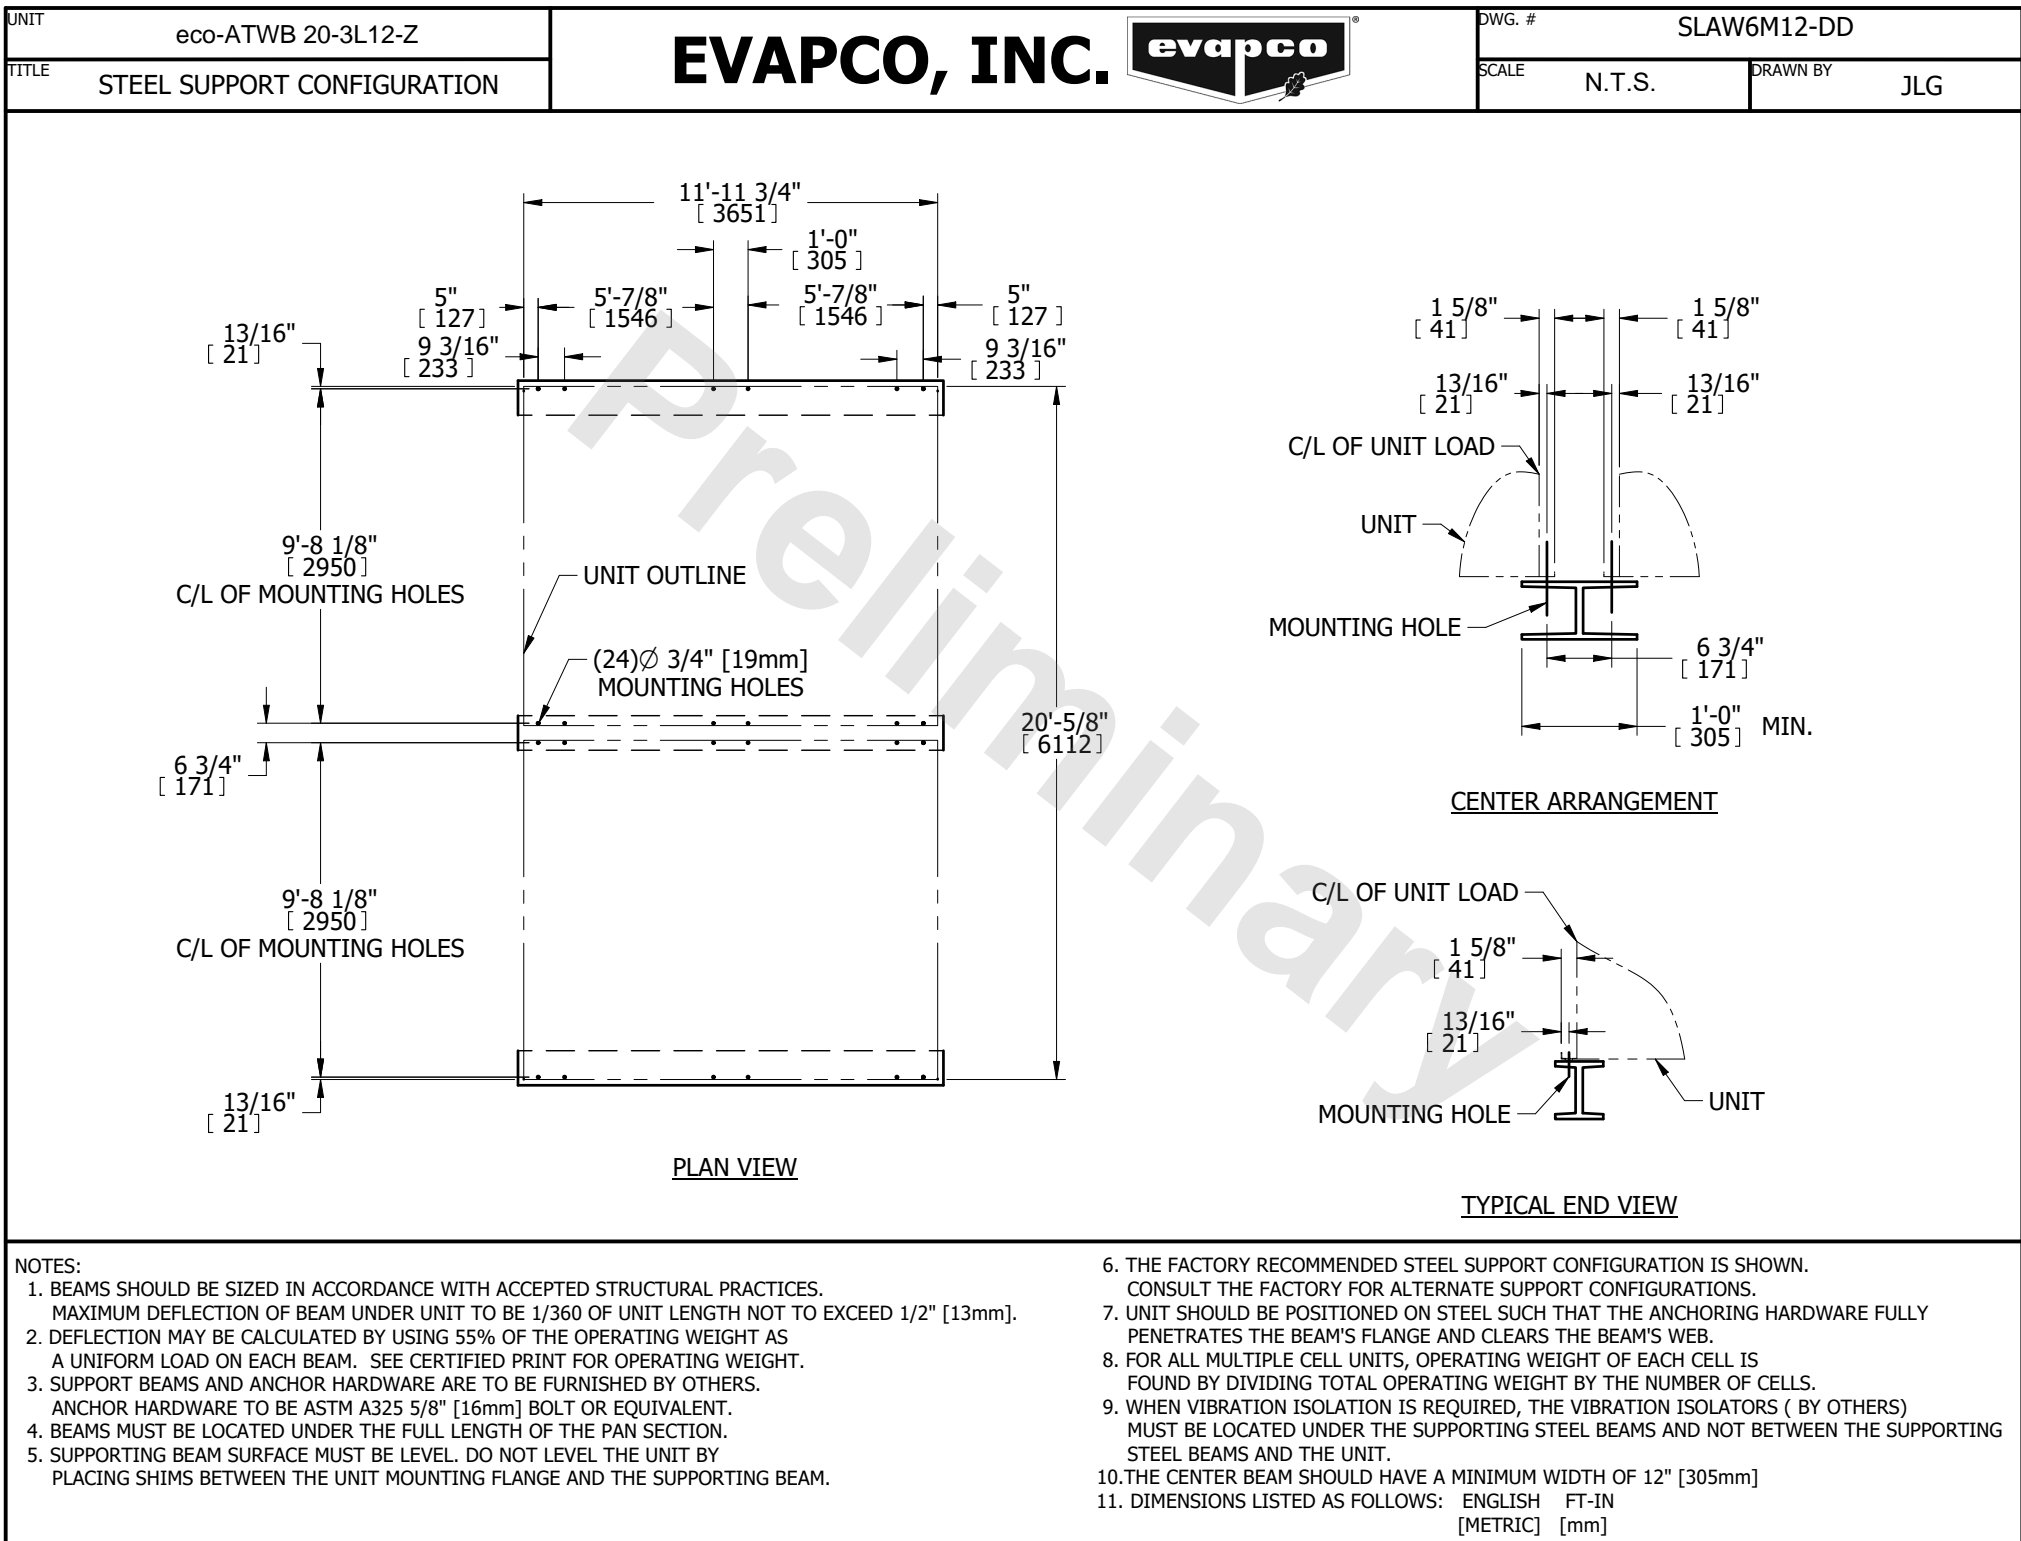 UNIT
eco-ATWB 20-3L12-Z
TITLE
STEEL SUPPORT CONFIGURATION
EVAPCO, INC.
evapco
®
DWG. #
SLAW6M12-DD
SCALE
N.T.S.
DRAWN BY
JLG
11'-11 3/4"
[ 3651]
1'-0"
[ 305 ]
5"
[ 127]
5'-7/8"
[ 1546 ]
5'-7/8"
[ 1546 ]
5"
[ 127 ]
13/16"
[ 21]
9 3/16"
[ 233 ]
9 3/16"
[ 233 ]
9'-8 1/8"
[ 2950]
C/L OF MOUNTING HOLES
UNIT OUTLINE
(24)Ø 3/4" [19mm]
MOUNTING HOLES
6 3/4"
[ 171]
20'-5/8"
[ 6112]
9'-8 1/8"
[ 2950]
C/L OF MOUNTING HOLES
13/16"
[ 21]
PLAN VIEW
1 5/8"
[ 41]
1 5/8"
[ 41]
13/16"
[ 21]
13/16"
[ 21]
C/L OF UNIT LOAD
UNIT
MOUNTING HOLE
6 3/4"
[ 171]
1'-0"
[ 305]
MIN.
CENTER ARRANGEMENT
C/L OF UNIT LOAD
1 5/8"
[ 41]
13/16"
[ 21]
MOUNTING HOLE
UNIT
TYPICAL END VIEW
Preliminary
NOTES:
1. BEAMS SHOULD BE SIZED IN ACCORDANCE WITH ACCEPTED STRUCTURAL PRACTICES.
MAXIMUM DEFLECTION OF BEAM UNDER UNIT TO BE 1/360 OF UNIT LENGTH NOT TO EXCEED 1/2" [13mm].
2. DEFLECTION MAY BE CALCULATED BY USING 55% OF THE OPERATING WEIGHT AS
A UNIFORM LOAD ON EACH BEAM. SEE CERTIFIED PRINT FOR OPERATING WEIGHT.
3. SUPPORT BEAMS AND ANCHOR HARDWARE ARE TO BE FURNISHED BY OTHERS.
ANCHOR HARDWARE TO BE ASTM A325 5/8" [16mm] BOLT OR EQUIVALENT.
4. BEAMS MUST BE LOCATED UNDER THE FULL LENGTH OF THE PAN SECTION.
5. SUPPORTING BEAM SURFACE MUST BE LEVEL. DO NOT LEVEL THE UNIT BY
PLACING SHIMS BETWEEN THE UNIT MOUNTING FLANGE AND THE SUPPORTING BEAM.
6. THE FACTORY RECOMMENDED STEEL SUPPORT CONFIGURATION IS SHOWN.
CONSULT THE FACTORY FOR ALTERNATE SUPPORT CONFIGURATIONS.
7. UNIT SHOULD BE POSITIONED ON STEEL SUCH THAT THE ANCHORING HARDWARE FULLY
PENETRATES THE BEAM'S FLANGE AND CLEARS THE BEAM'S WEB.
8. FOR ALL MULTIPLE CELL UNITS, OPERATING WEIGHT OF EACH CELL IS
FOUND BY DIVIDING TOTAL OPERATING WEIGHT BY THE NUMBER OF CELLS.
9. WHEN VIBRATION ISOLATION IS REQUIRED, THE VIBRATION ISOLATORS ( BY OTHERS)
MUST BE LOCATED UNDER THE SUPPORTING STEEL BEAMS AND NOT BETWEEN THE SUPPORTING
STEEL BEAMS AND THE UNIT.
10.THE CENTER BEAM SHOULD HAVE A MINIMUM WIDTH OF 12" [305mm]
11. DIMENSIONS LISTED AS FOLLOWS: ENGLISH FT-IN
[METRIC] [mm]